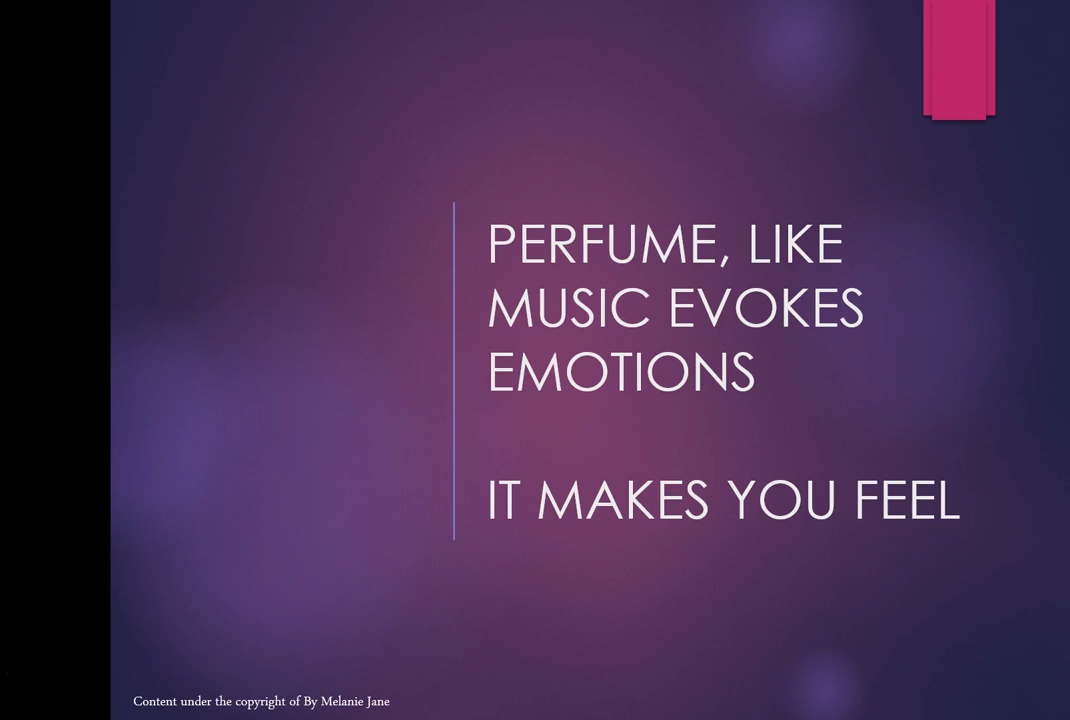 PERFUME, LIKE
MUSIC EVOKES
EMOTIONS
IT MAKES YOU FEEL
Content under the copyright of By Melanie Jane